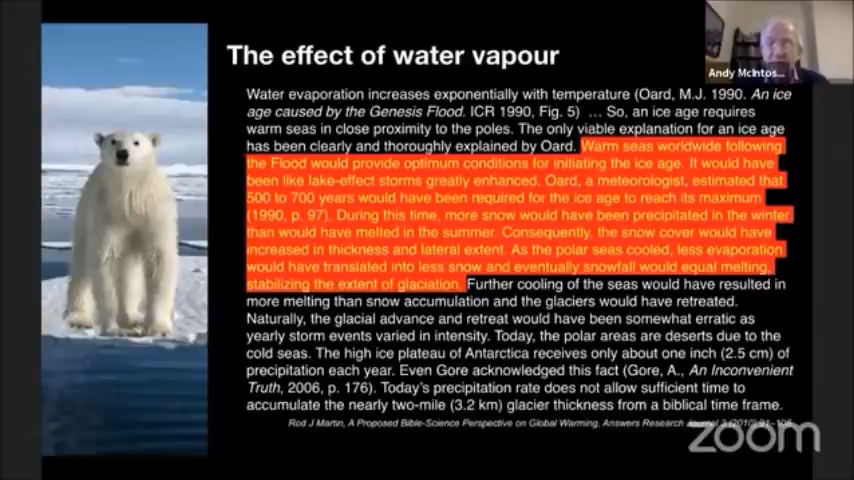 The effect of water vapour
Andy McIntos...
Water evaporation increases exponentially with temperature (Oard, M.J. 1990. An ice
age caused by the Genesis Flood. ICR 1990, Fig. 5) ... So, an ice age requires
warm seas in close proximity to the poles. The only viable explanation for an ice age
has been clearly and thoroughly explained by Oard. Warm seas worldwide following
the Flood would provide optimum conditions for initiating the ice age. It would have
been like lake-effect storms greatly enhanced. Oard, a meteorologist, estimated that
500 to 700 years would have been required for the ice age to reach its maximum
(1990, p. 97). During this time, more snow would have been precipitated in the winter
than would have melted in the summer. Consequently, the snow cover would have
increased in thickness and lateral extent. As the polar seas cooled, less evaporation
would have translated into less snow and eventually snowfall would equal melting,
stabilizing the extent of glaciation. Further cooling of the seas would have resulted in
more melting than snow accumulation and the glaciers would have retreated.
Naturally, the glacial advance and retreat would have been somewhat erratic as
yearly storm events varied in intensity. Today, the polar areas are deserts due to the
cold seas. The high ice plateau of Antarctica receives only about one inch (2.5 cm) of
precipitation each year. Even Gore acknowledged this fact (Gore, A., An Inconvenient
Truth, 2006, p. 176). Today's precipitation rate does not allow sufficient time to
accumulate the nearly two-mile (3.2 km) glacier thickness from a biblical time frame.
Rod J Martin, A Proposed Bible-Science Perspective on Global Warming, Answers Research Journal 3 (2010) 91–106
zoom